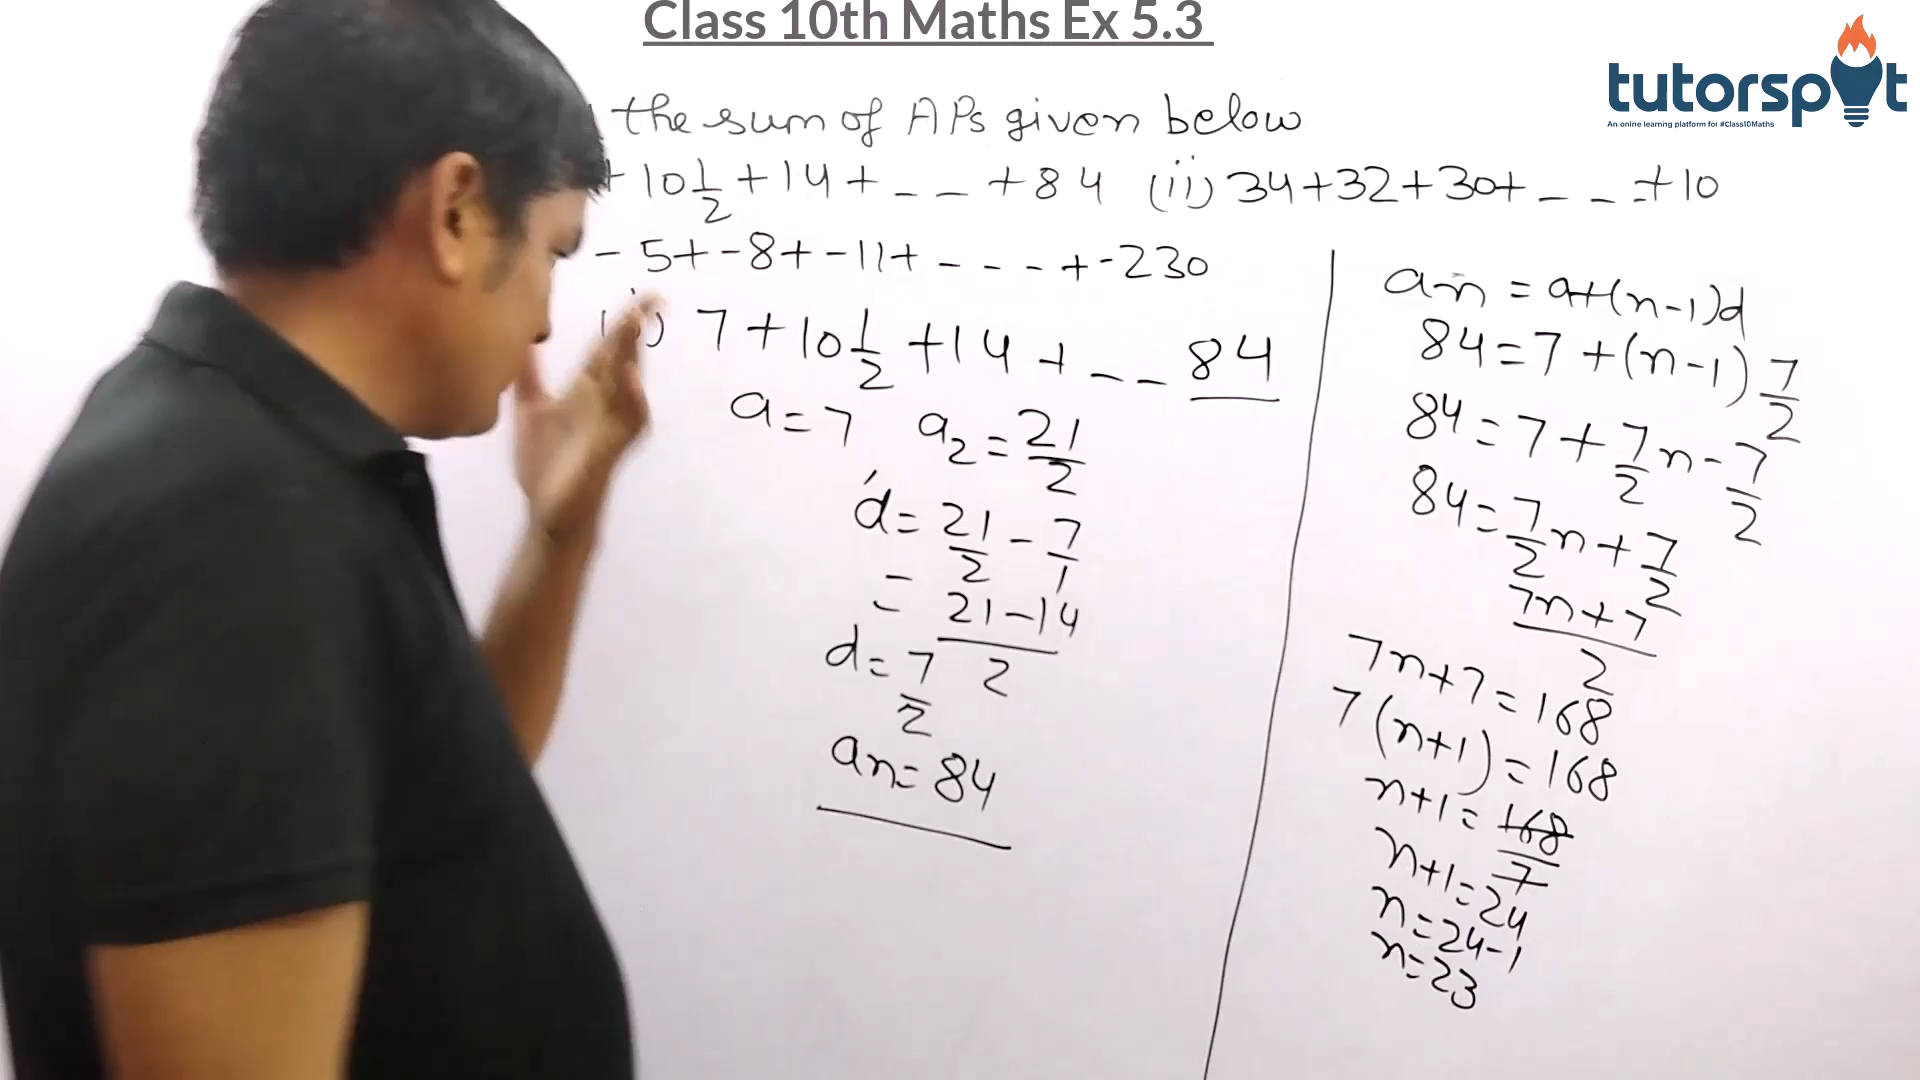 Class 10th Maths Ex 5.3
tutorspot
An online learning platform for #Class10Maths
the sum of APs given below
+ 10 1/2 + 14 + _ _ + 84 (ii) 34 + 32 + 30 + _ _ = + 10
- 5 + - 8 + - 11 + - - - + - 230
7 + 10 1/2 + 14 + _ _ 84
a = 7 a2 = 21/2
d = 21/2 - 7/1
= 21 - 14 / 2
d = 7/2
an = 84
an = a + (n - 1)d
84 = 7 + (n - 1) 7/2
84 = 7 + 7/2 n - 7/2
84 = 7/2 n + 7/2
7n + 7 / 2
7n + 7 = 168
7 (n + 1) = 168
n + 1 = 168/7
n + 1 = 24
n = 24 - 1
n = 23